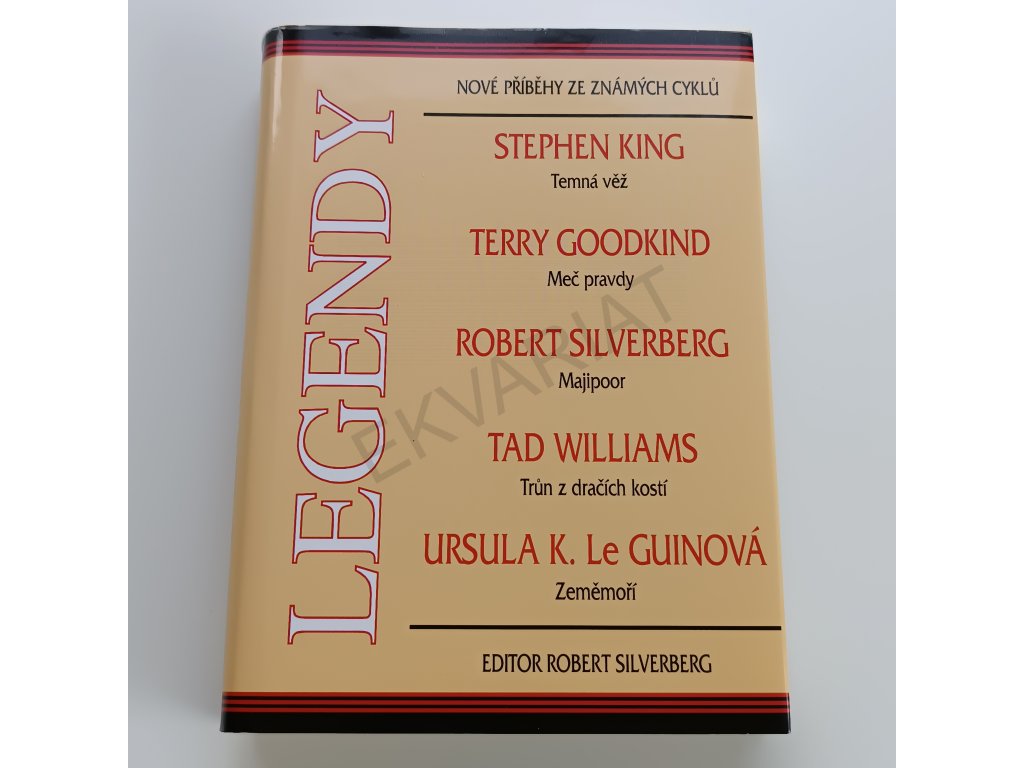 LEGENDY
NOVÉ PŘÍBĚHY ZE ZNÁMÝCH CYKLŮ
STEPHEN KING
Temná věž
TERRY GOODKIND
Meč pravdy
ROBERT SILVERBERG
Majipoor
TAD WILLIAMS
Trůn z dračích kostí
URSULA K. Le GUINOVÁ
Zeměmoří
EDITOR ROBERT SILVERBERG
EKVARIAT